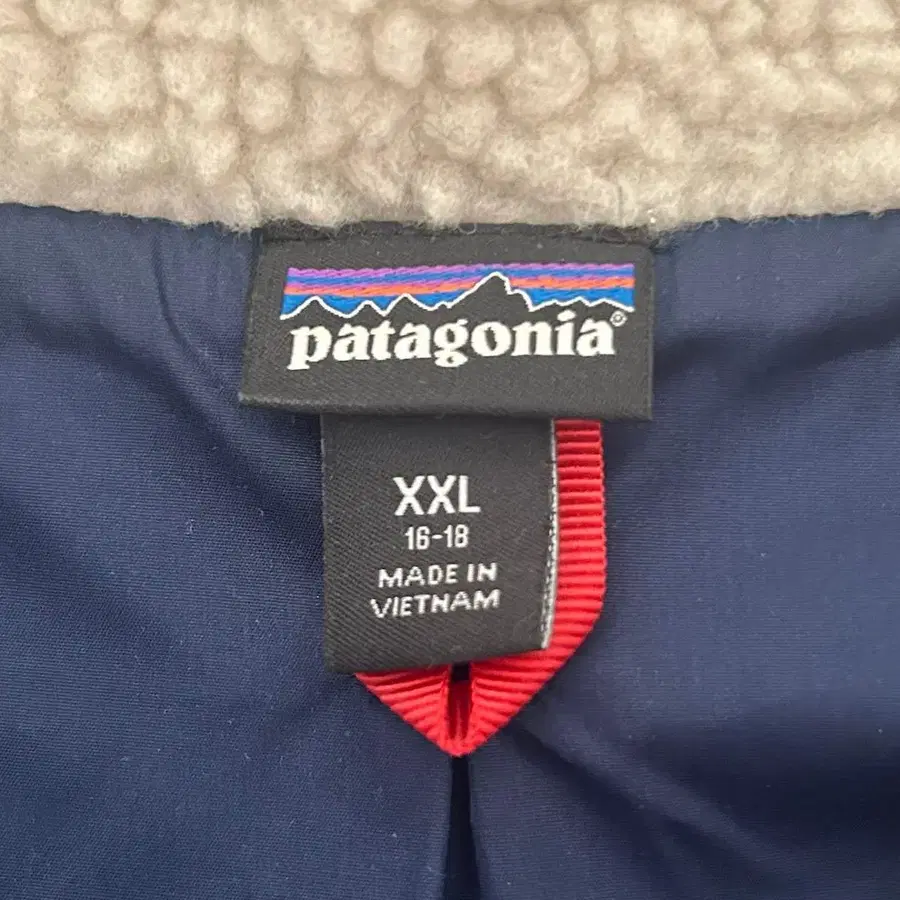 patagonia®
XXL
16-18
MADE IN
VIETNAM